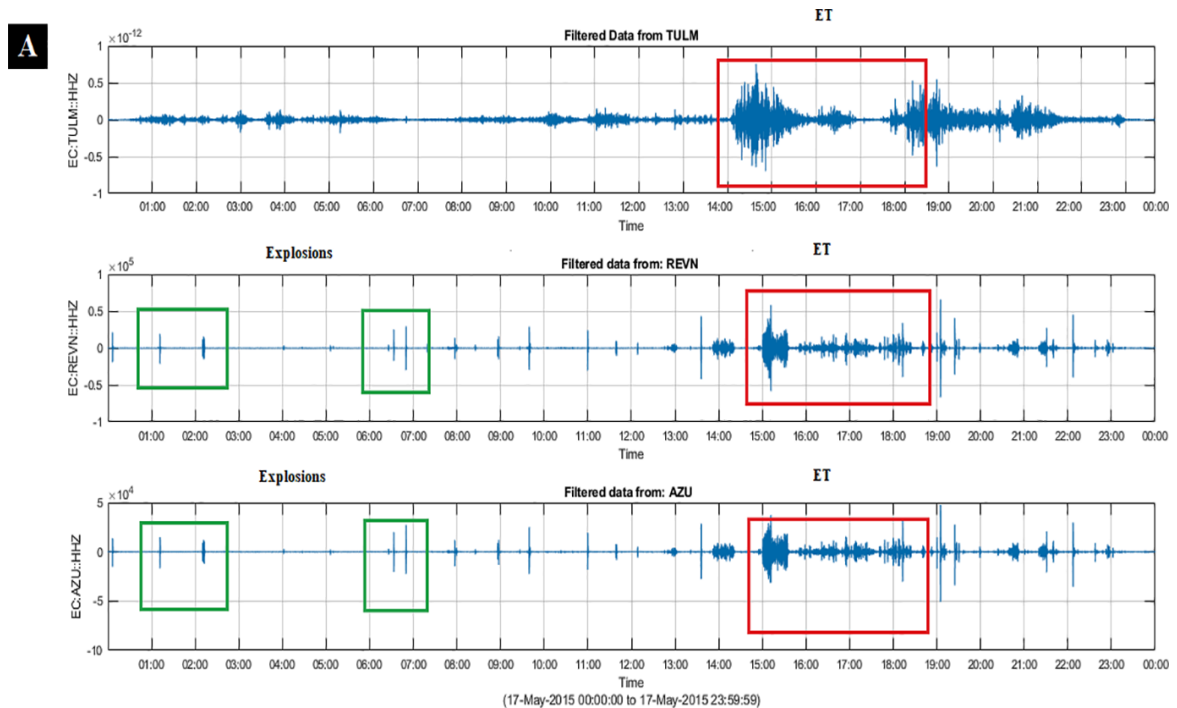 A
ET
Filtered Data from TULM
×10⁻¹²
EC:TULM::HHZ
1
0.5
0
-0.5
-1
01:00 02:00 03:00 04:00 05:00 06:00 07:00 08:00 09:00 10:00 11:00 12:00 13:00 14:00 15:00 16:00 17:00 18:00 19:00 20:00 21:00 22:00 23:00 00:00
Time
Explosions ET
Filtered data from: REVN
×10⁵
EC:REVN::HHZ
1
0.5
0
-0.5
-1
01:00 02:00 03:00 04:00 05:00 06:00 07:00 08:00 09:00 10:00 11:00 12:00 13:00 14:00 15:00 16:00 17:00 18:00 19:00 20:00 21:00 22:00 23:00 00:00
Time
Explosions ET
Filtered data from: AZU
×10⁴
EC:AZU::HHZ
5
0
-5
-10
01:00 02:00 03:00 04:00 05:00 06:00 07:00 08:00 09:00 10:00 11:00 12:00 13:00 14:00 15:00 16:00 17:00 18:00 19:00 20:00 21:00 22:00 23:00 00:00
Time
(17-May-2015 00:00:00 to 17-May-2015 23:59:59)